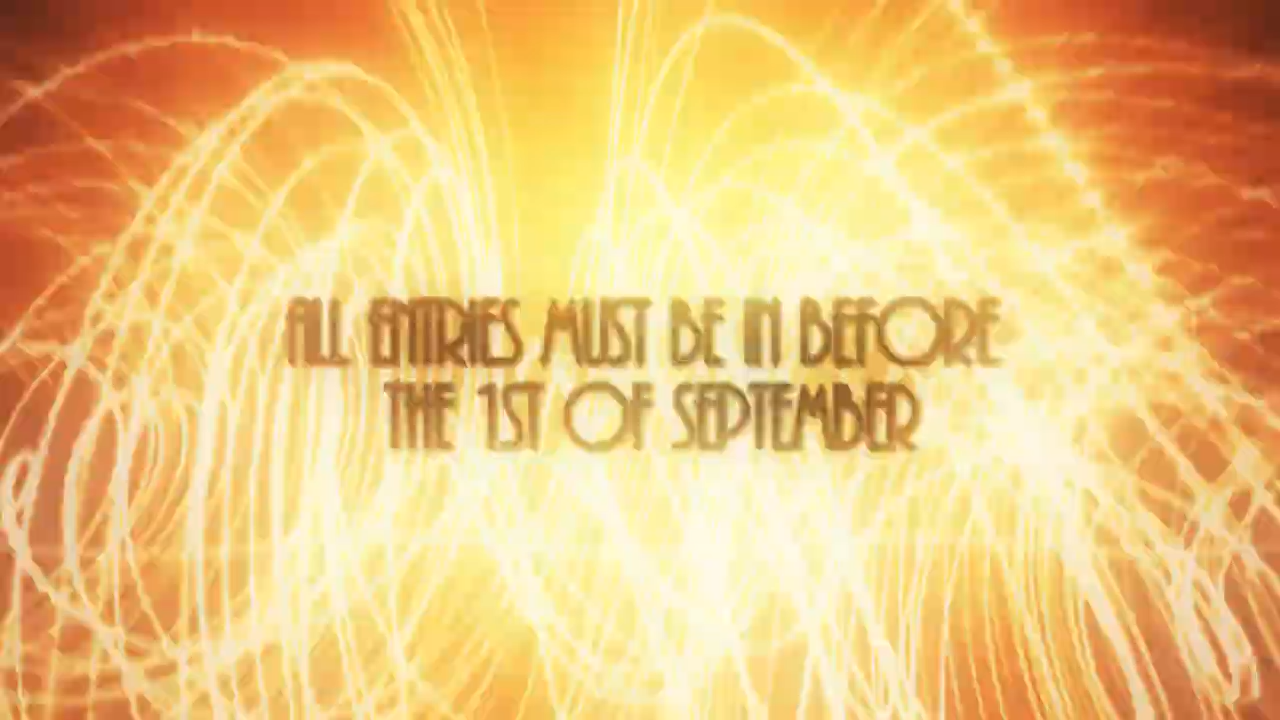 ALL ENTRIES MUST BE IN BEFORE
THE 1ST OF SEPTEMBER